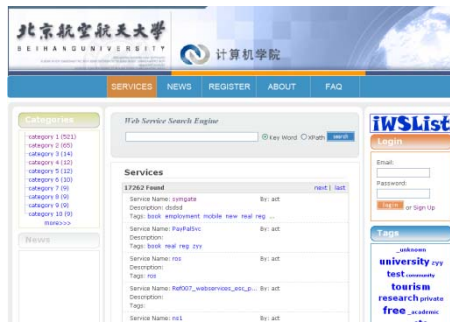 北京航空航天大学
BEIHANG UNIVERSITY
计算机学院
SERVICES NEWS REGISTER ABOUT FAQ
Categories
category 1 (521)
category 2 (65)
category 3 (14)
category 4 (12)
category 5 (12)
category 6 (10)
category 7 (9)
category 8 (9)
category 9 (9)
category 10 (9)
more>>>
News
Web Service Search Engine
Key Word XPath search
Services
17262 Found next | last
Service Name: syngate By: act
Description: dsdsd
Tags: book employment mobile new real reg ...
Service Name: PayPalSvc By: act
Description:
Tags: book real reg zyy
Service Name: ros By: act
Description:
Tags: ros
Service Name: Ref007_webservices_esc_p... By: act
Description:
Tags:
Service Name: ns1 By: act
iWSList
Login
Email:
Password:
login or Sign Up
Tags
_unknown
university zyy
test community
tourism
research private
free _academic